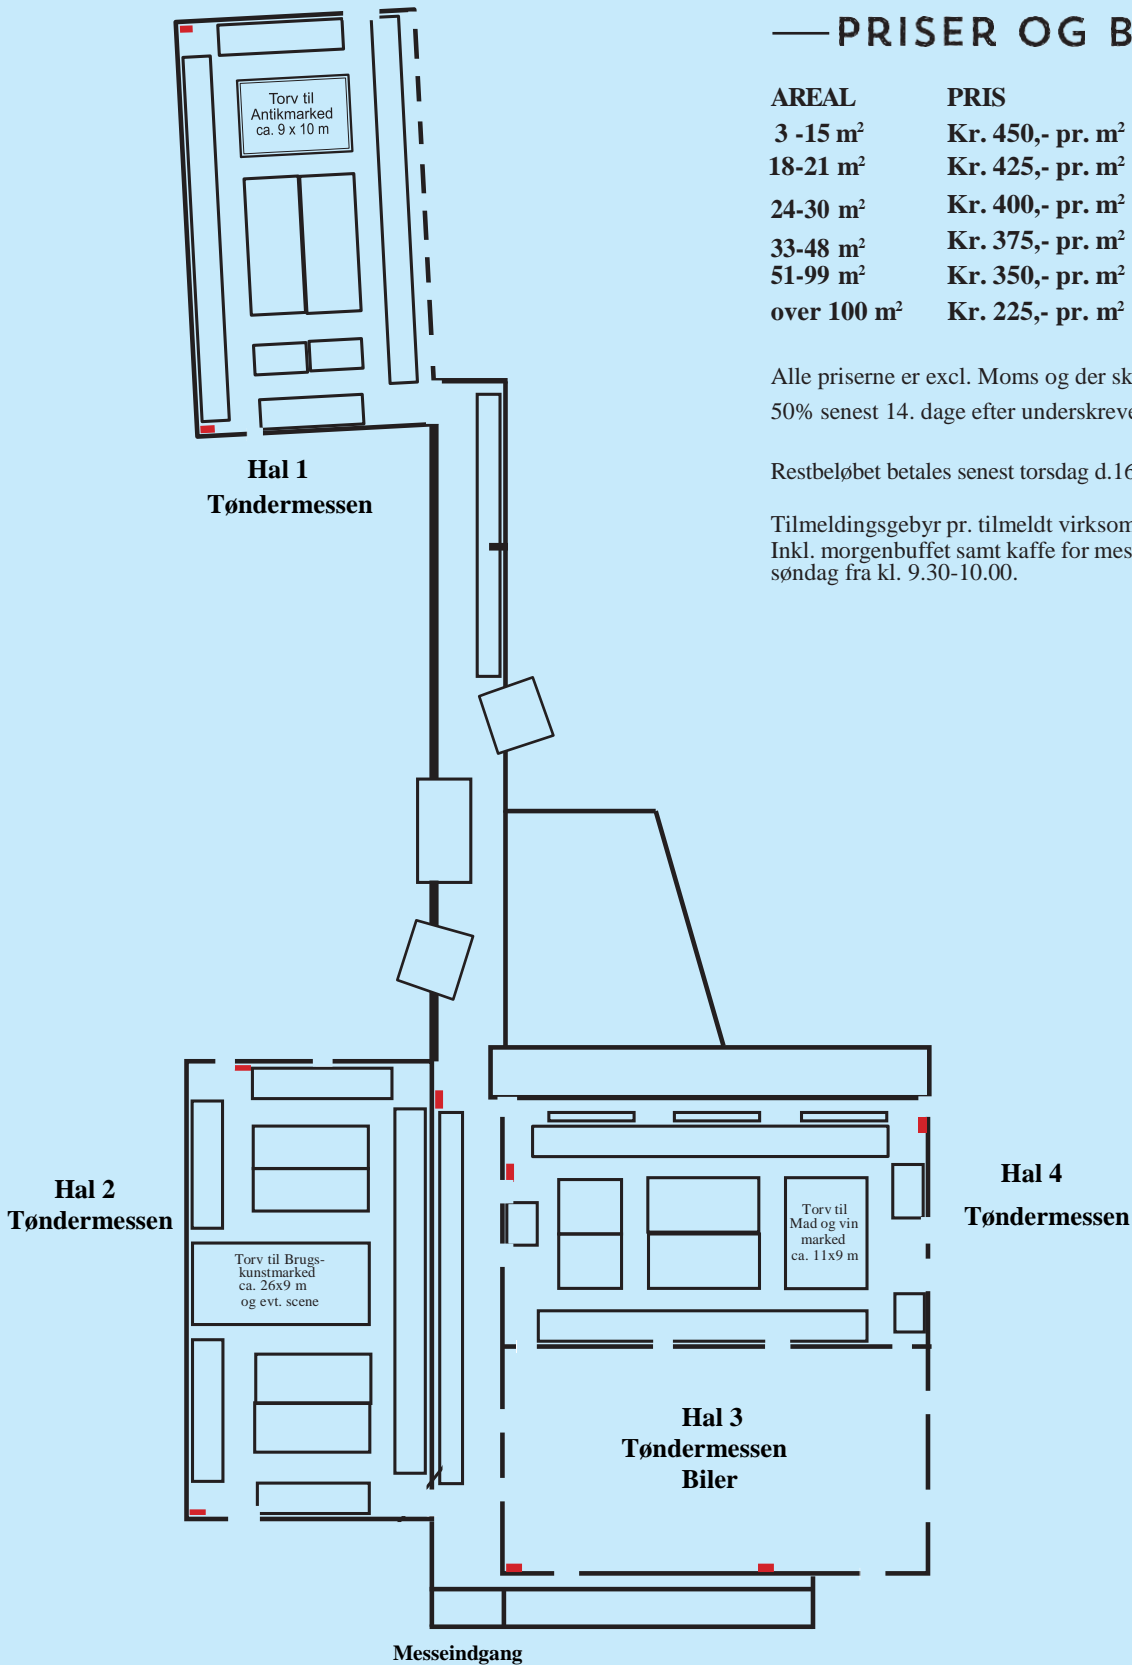 PRISER OG B
AREAL PRIS
3 -15 m² Kr. 450,- pr. m²
18-21 m² Kr. 425,- pr. m²
24-30 m² Kr. 400,- pr. m²
33-48 m² Kr. 375,- pr. m²
51-99 m² Kr. 350,- pr. m²
over 100 m² Kr. 225,- pr. m²
Alle priserne er excl. Moms og der sk
50% senest 14. dage efter underskreve
Restbeløbet betales senest torsdag d.16
Tilmeldingsgebyr pr. tilmeldt virksom
Inkl. morgenbuffet samt kaffe for mes
søndag fra kl. 9.30-10.00.
Torv til
Antikmarked
ca. 9 x 10 m
Hal 1
Tøndermessen
Hal 2
Tøndermessen
Torv til Brugs-
kunstmarked
ca. 26x9 m
og evt. scene
Torv til
Mad og vin
marked
ca. 11x9 m
Hal 4
Tøndermessen
Hal 3
Tøndermessen
Biler
Messeindgang